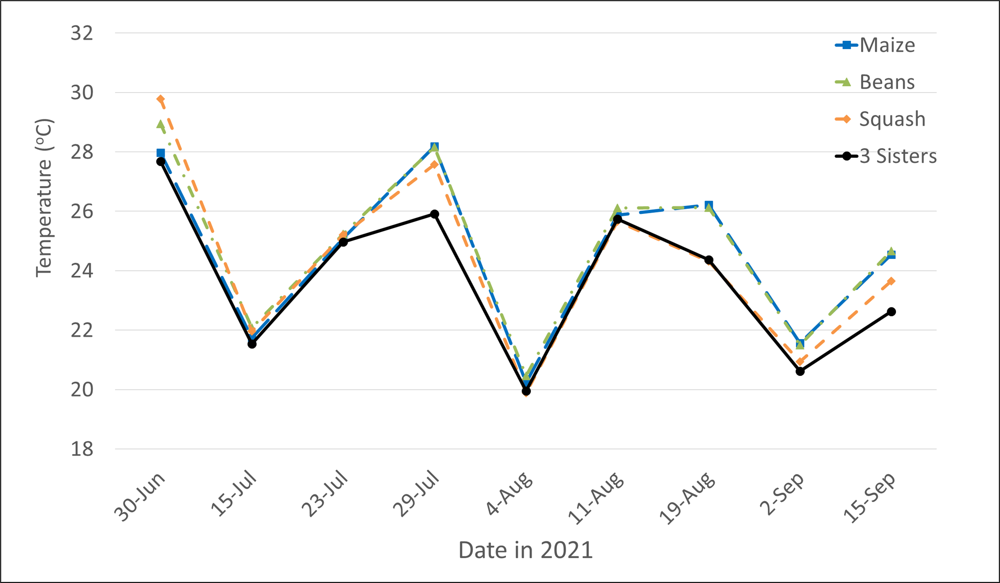 32
30
28
26
24
22
20
18
Temperature (ºC)
Maize
Beans
Squash
3 Sisters
30-Jun
15-Jul
23-Jul
29-Jul
4-Aug
11-Aug
19-Aug
2-Sep
15-Sep
Date in 2021